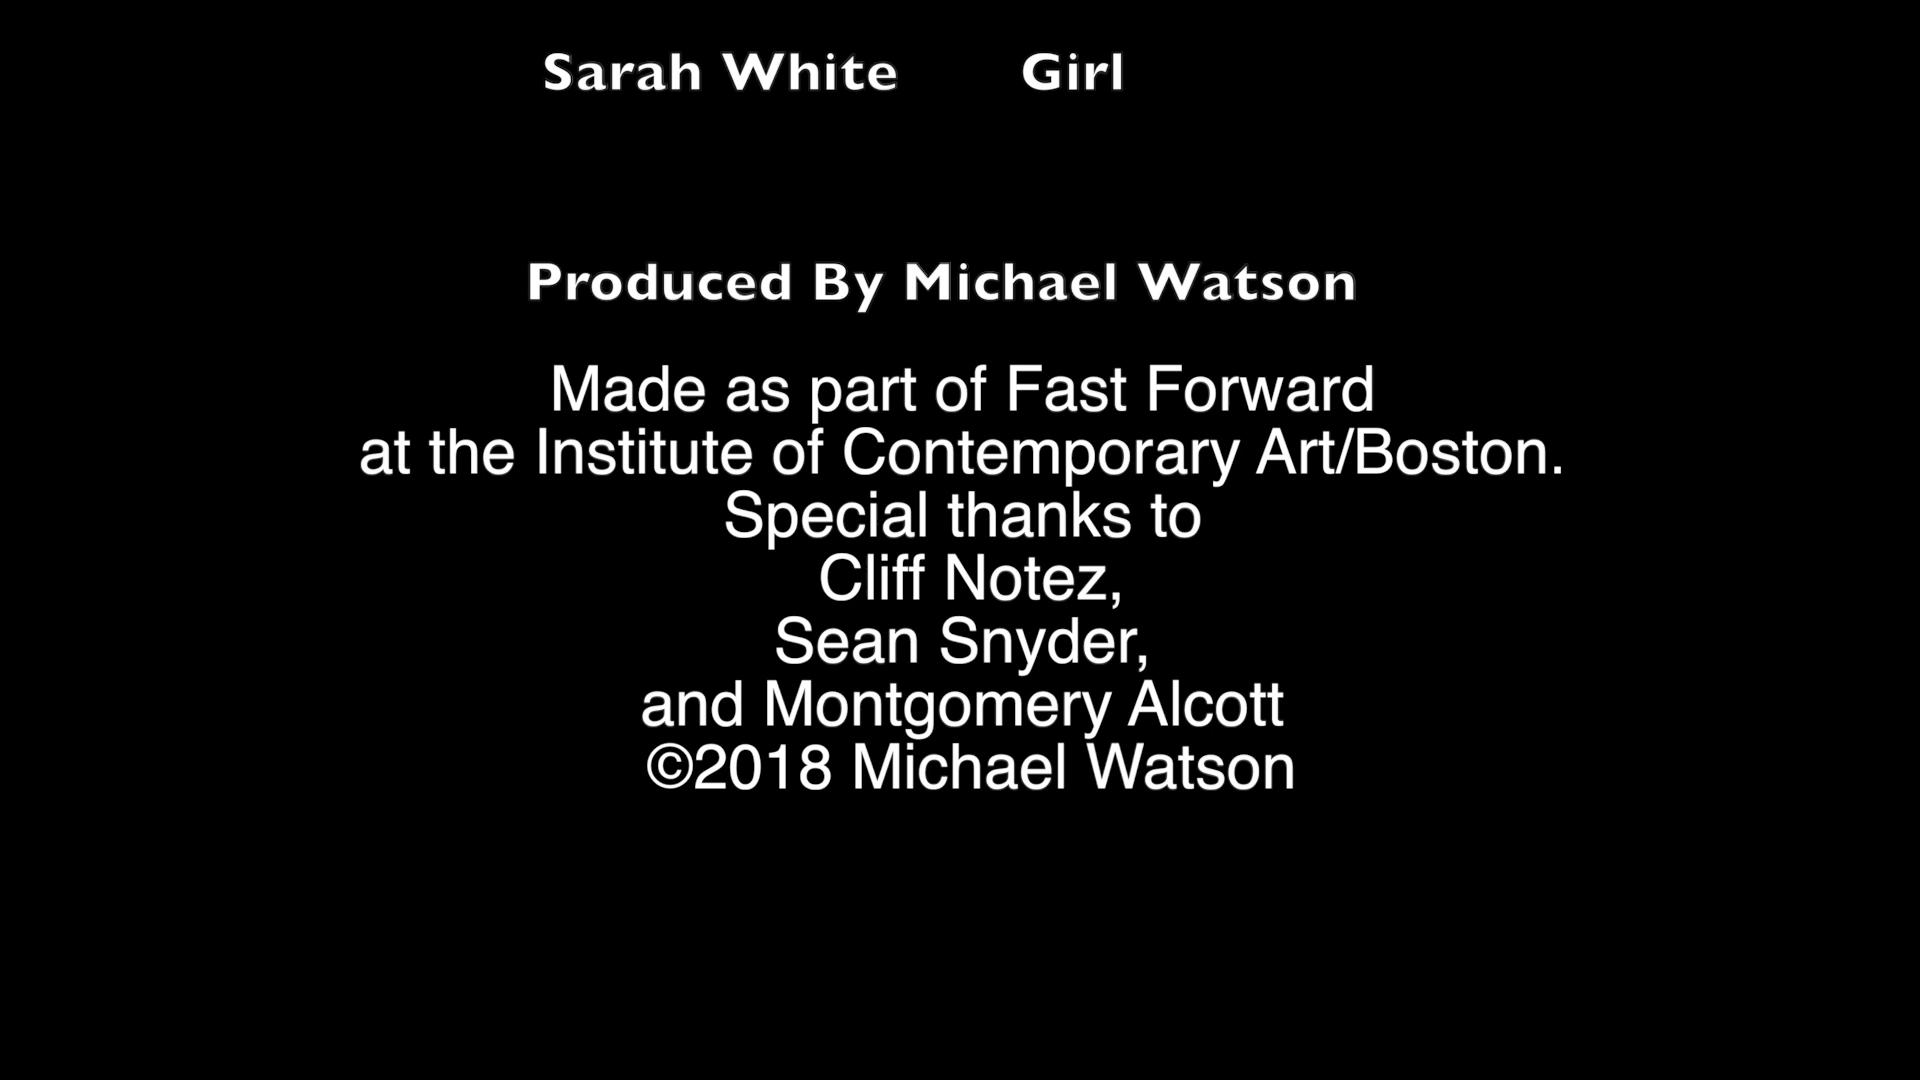 Sarah White Girl
Produced By Michael Watson
Made as part of Fast Forward
at the Institute of Contemporary Art/Boston.
Special thanks to
Cliff Notez,
Sean Snyder,
and Montgomery Alcott
©2018 Michael Watson